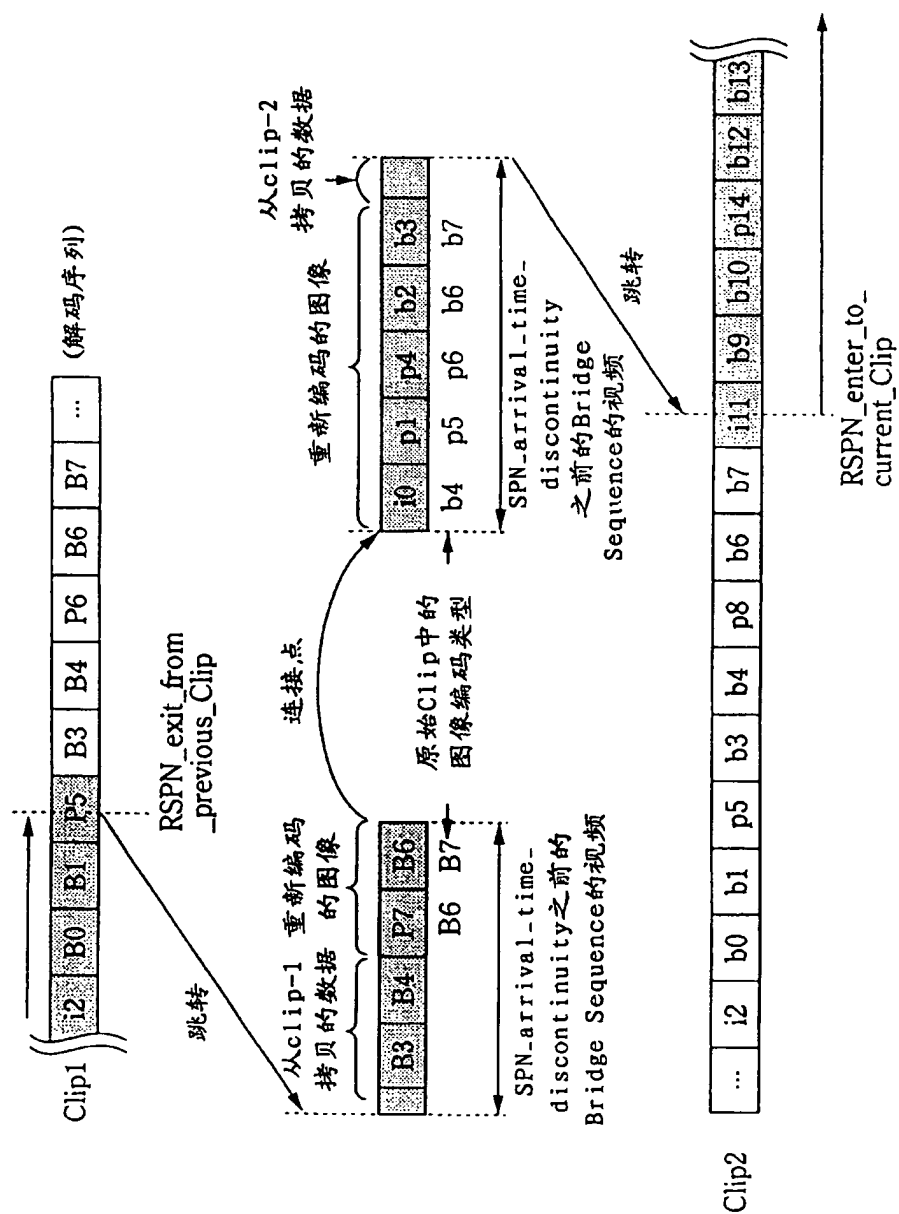 Clip1
i2 B0 B1 P5 B3 B4 P6 B6 B7 ...
(解码序列)
RSPN_exit_from
_previous_Clip
跳转
从clip-1
拷贝的数据
重新编码
的图像
连接点
重新编码的图像
从clip-2
拷贝的数据
B3 B4 P7 B6
i0 p1 p4 b2 b3
B6 B7
原始Clip中的
图像编码类型
b4 p5 p6 b6 b7
SPN_arrival_time_
discontinuity之前的
Bridge Sequence的视频
SPN_arrival_time_
discontinuity
之前的Bridge
Sequence的视频
跳转
Clip2
... i2 b0 b1 p5 b3 b4 p8 b6 b7 i11 b9 b10 p14 b12 b13
RSPN_enter_to_
current_Clip